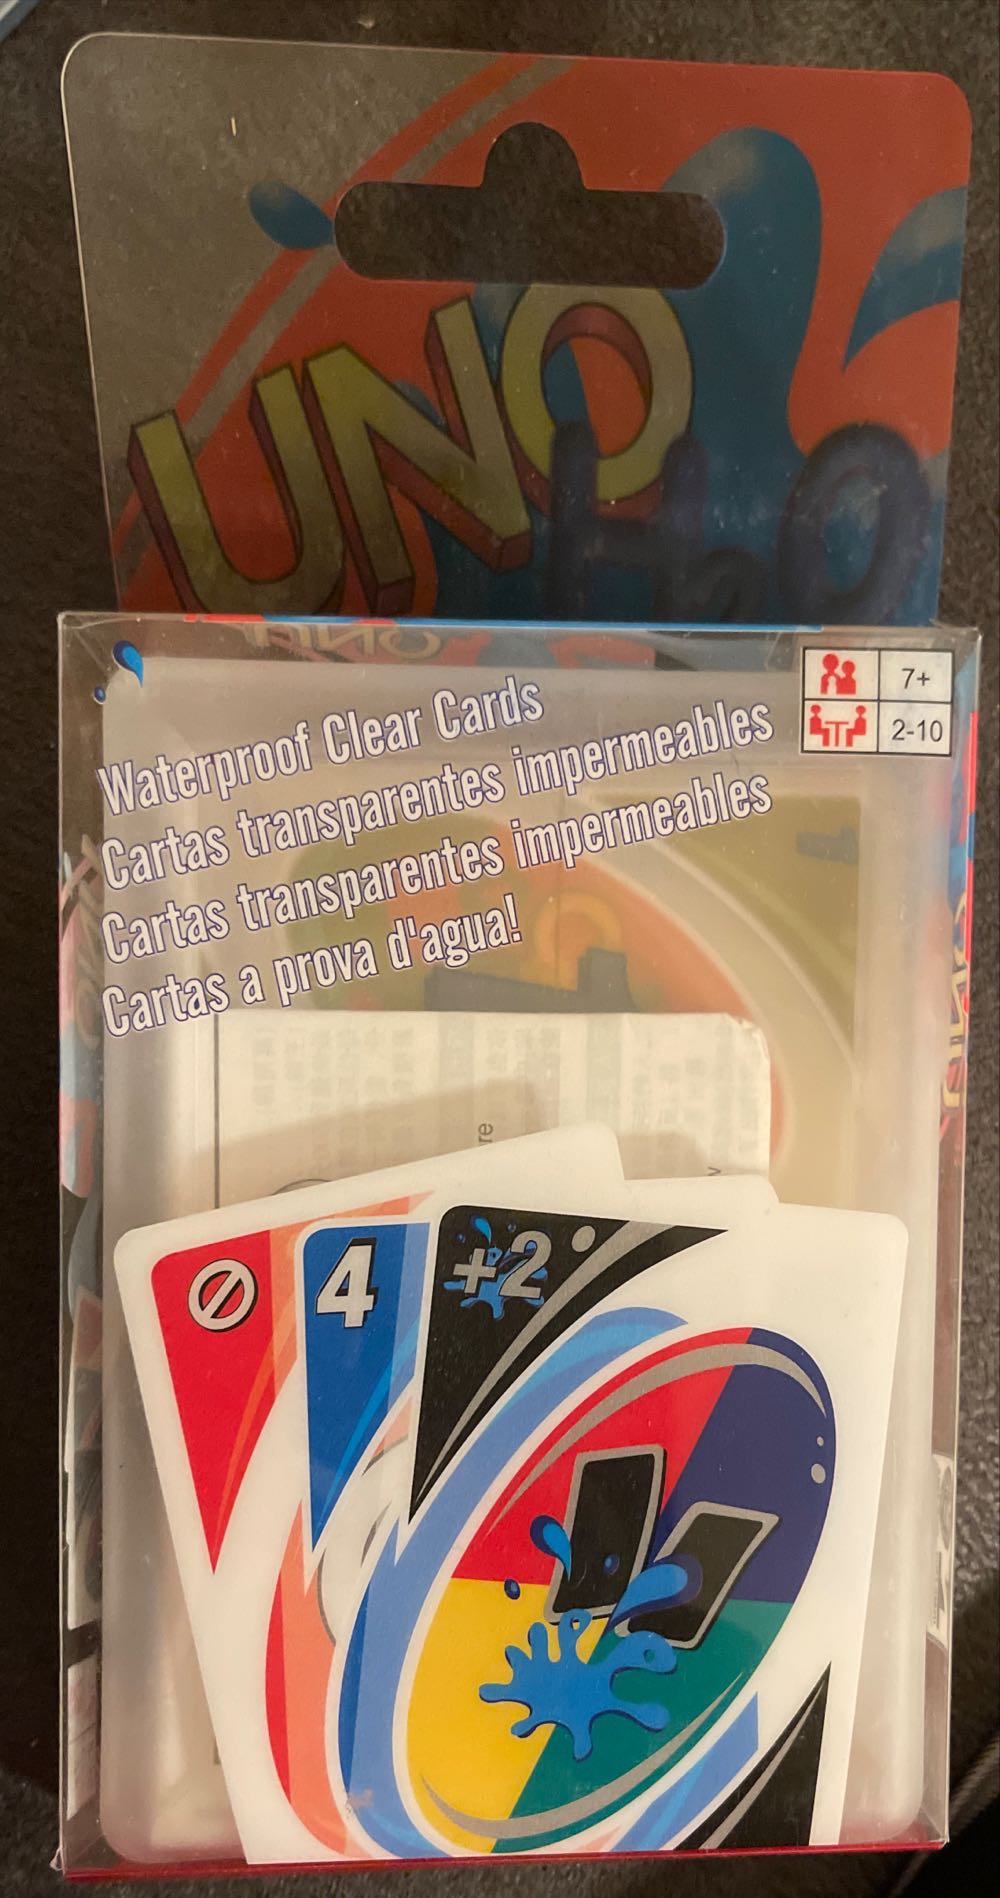 UNO
H2O
Waterproof Clear Cards
Cartas transparentes impermeables
Cartas transparentes impermeables
Cartas a prova d'agua!
7+
2-10
re
v
4
+2